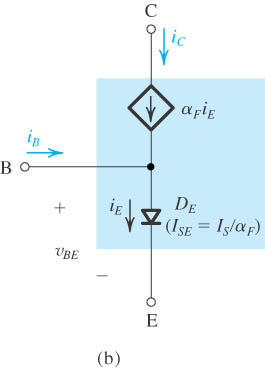 C
i_C
α_F i_E
i_B
B
+
i_E
D_E
(I_SE = I_S/α_F)
v_BE
−
E
(b)